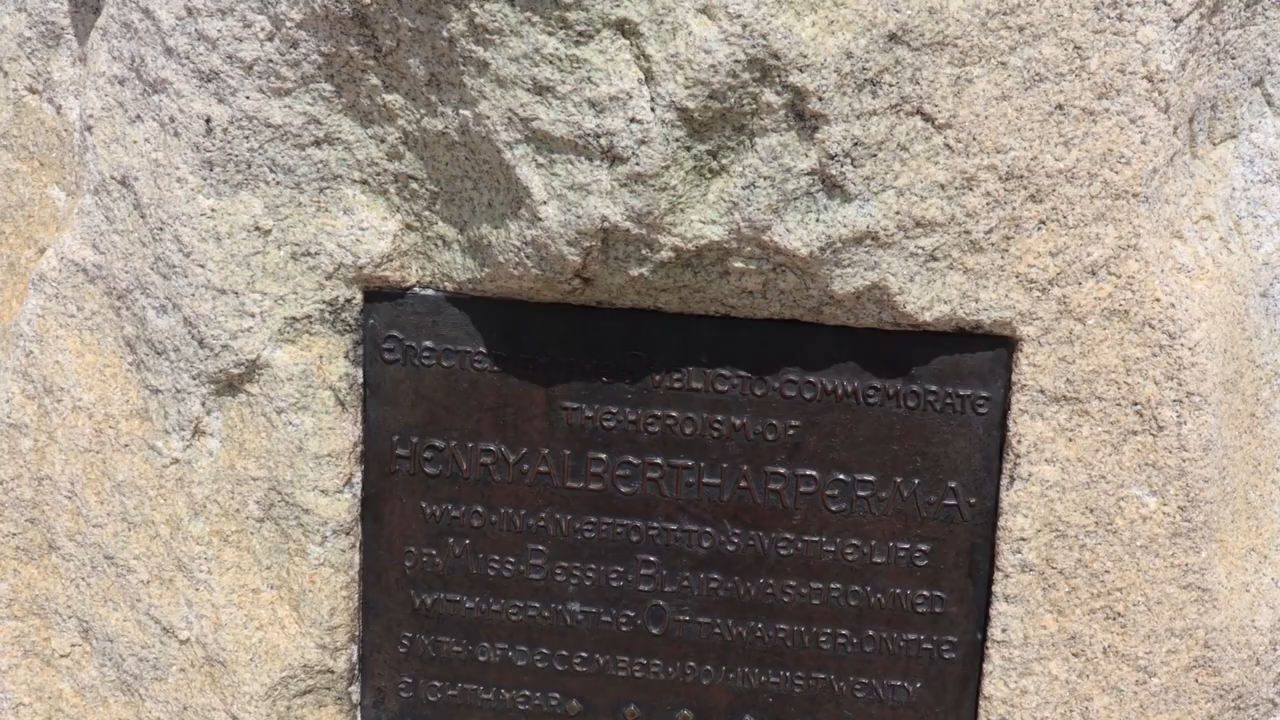 ERECTED BY THE PUBLIC·TO·COMMEMORATE
THE·HEROISM·OF
HENRY·ALBERT·HARPER·M·A·
WHO·IN·AN·EFFORT·TO·SAVE·THE·LIFE
OF·MISS·BESSIE·BLAIR·WAS·DROWNED
WITH·HER·IN·THE·OTTAWA·RIVER·ON·THE
SIXTH·OF·DECEMBER·1901·IN·HIS·TWENTY
EIGHTH·YEAR